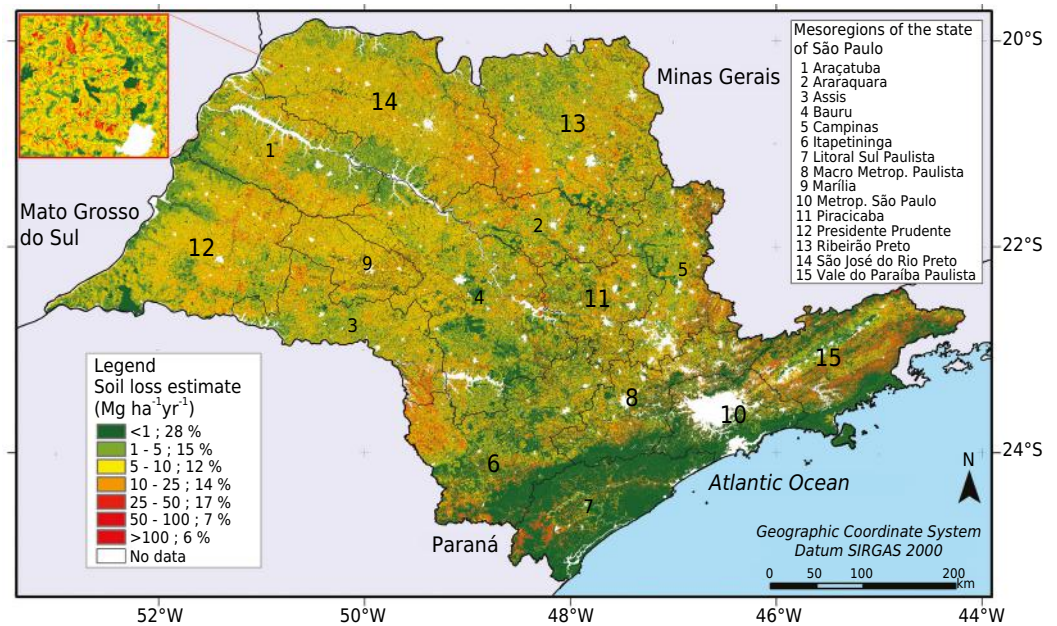 Mesoregions of the state
of São Paulo
1 Araçatuba
2 Araraquara
3 Assis
4 Bauru
5 Campinas
6 Itapetininga
7 Litoral Sul Paulista
8 Macro Metrop. Paulista
9 Marília
10 Metrop. São Paulo
11 Piracicaba
12 Presidente Prudente
13 Ribeirão Preto
14 São José do Rio Preto
15 Vale do Paraíba Paulista
20°S
22°S
24°S
Minas Gerais
14
13
1
Mato Grosso
do Sul
2
12
9
5
4
11
3
15
8
10
6
7
Legend
Soil loss estimate
(Mg ha⁻¹yr⁻¹)
<1 ; 28 %
1 - 5 ; 15 %
5 - 10 ; 12 %
10 - 25 ; 14 %
25 - 50 ; 17 %
50 - 100 ; 7 %
>100 ; 6 %
No data
Paraná
Atlantic Ocean
N
Geographic Coordinate System
Datum SIRGAS 2000
0 50 100 200
km
52°W 50°W 48°W 46°W 44°W